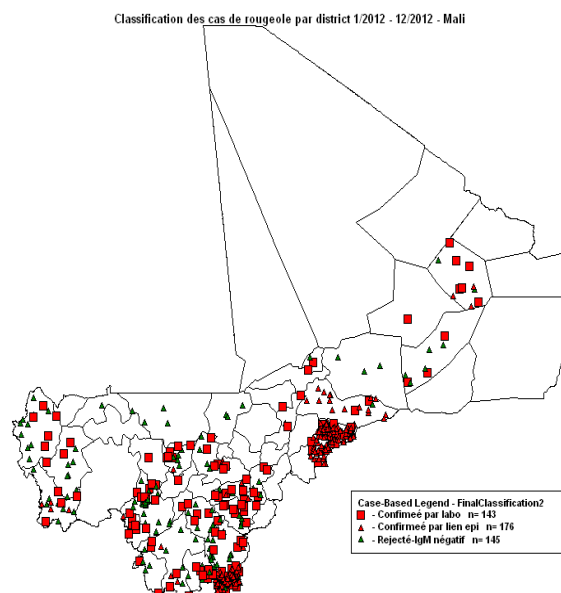 Classification des cas de rougeole par district 1/2012 - 12/2012 - Mali
Case-Based Legend - FinalClassification2
- Confirmeé par labo n= 143
- Confirmeé par lien epi n= 176
- Rejecté-IgM négatif n= 145